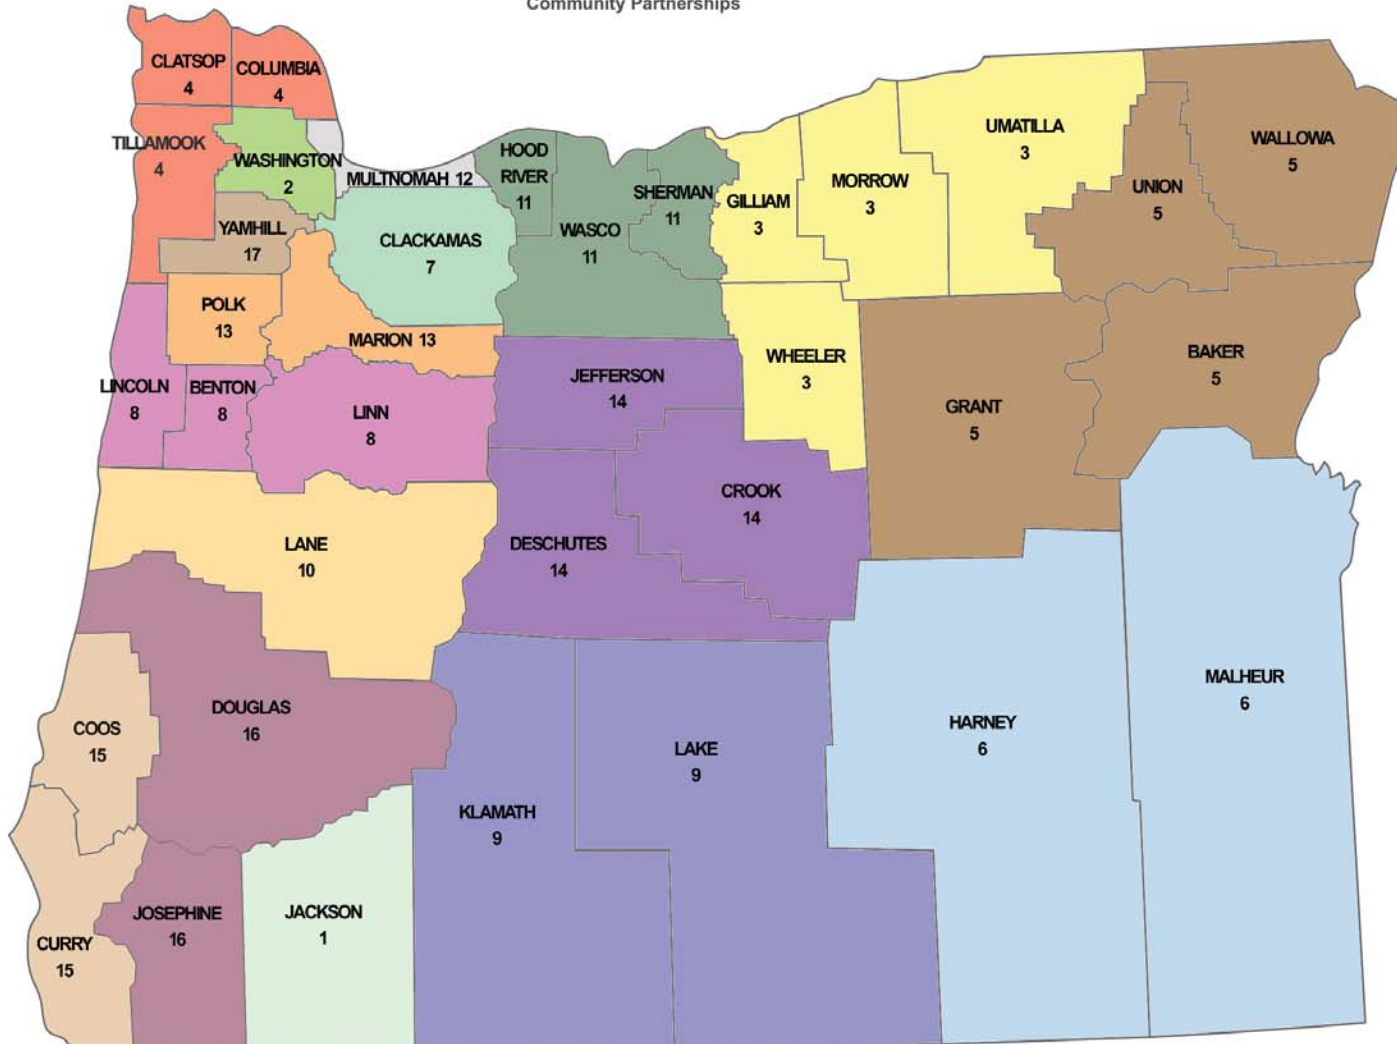 Community Partnerships
CLATSOP
4
COLUMBIA
4
TILLAMOOK
4
WASHINGTON
2
MULTNOMAH 12
HOOD
RIVER
11
SHERMAN
11
WASCO
11
GILLIAM
3
MORROW
3
UMATILLA
3
UNION
5
WALLOWA
5
YAMHILL
17
CLACKAMAS
7
POLK
13
MARION 13
LINCOLN
8
BENTON
8
LINN
8
JEFFERSON
14
WHEELER
3
GRANT
5
BAKER
5
CROOK
14
DESCHUTES
14
LANE
10
DOUGLAS
16
COOS
15
KLAMATH
9
LAKE
9
HARNEY
6
MALHEUR
6
CURRY
15
JOSEPHINE
16
JACKSON
1